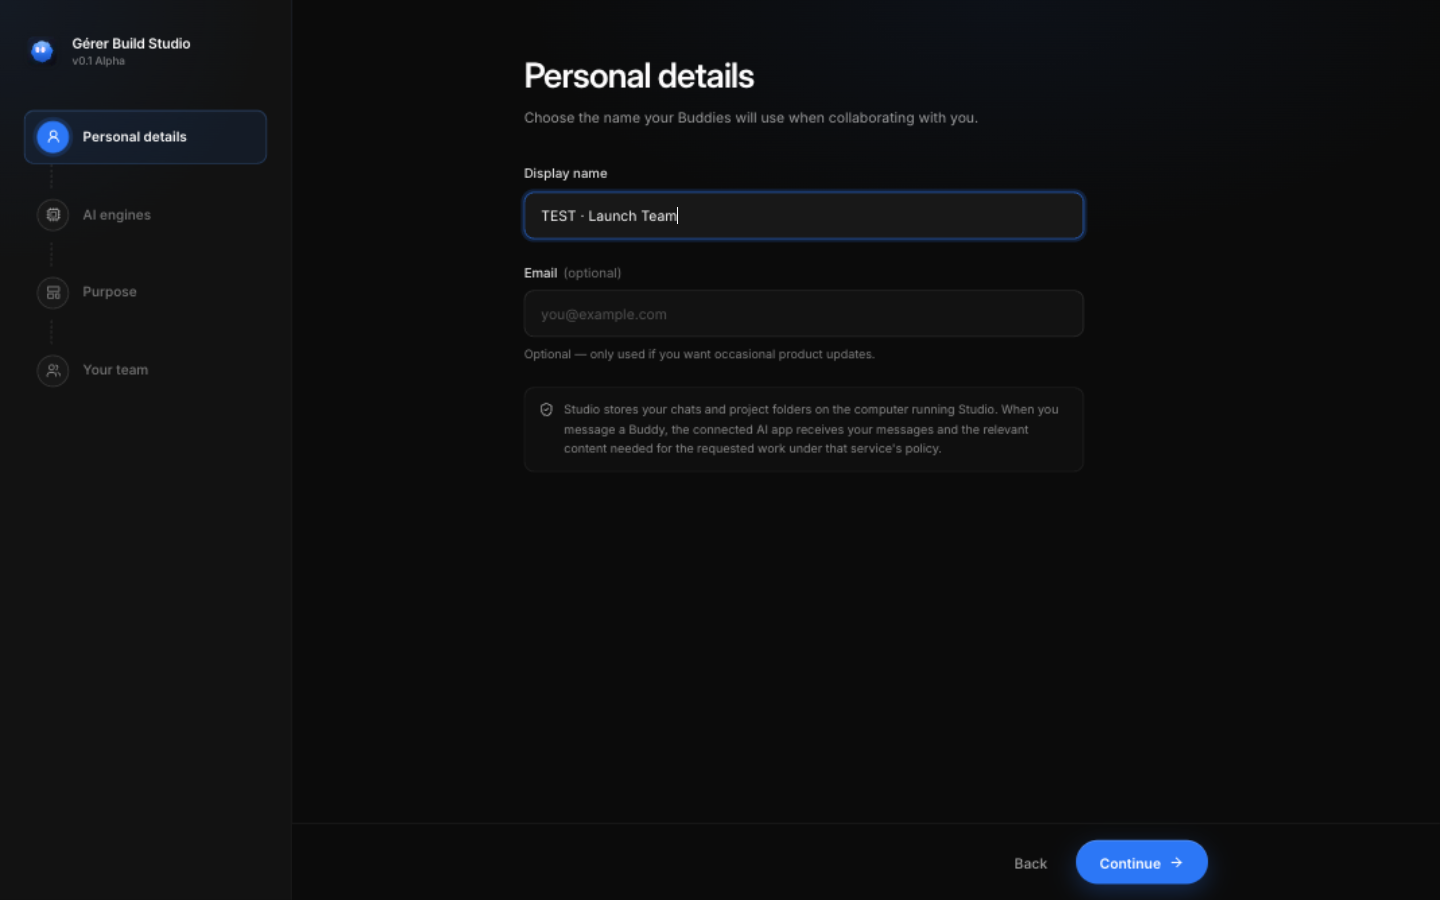 Gérer Build Studio
v0.1 Alpha
Personal details
AI engines
Purpose
Your team
Personal details
Choose the name your Buddies will use when collaborating with you.
Display name
TEST · Launch Team
Email (optional)
you@example.com
Optional — only used if you want occasional product updates.
Studio stores your chats and project folders on the computer running Studio. When you
message a Buddy, the connected AI app receives your messages and the relevant
content needed for the requested work under that service's policy.
Back
Continue